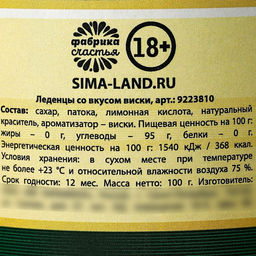 фабрика
счастья
18+
SIMA-LAND.RU
Леденцы со вкусом виски, арт.: 9223810
Состав: сахар, патока, лимонная кислота, натуральный
краситель, ароматизатор – виски. Пищевая ценность на 100 г:
жиры – 0 г, углеводы – 95 г, белки – 0 г.
Энергетическая ценность на 100 г: 1540 кДж / 368 ккал.
Условия хранения: в сухом месте при температуре
не более +23 °C и относительной влажности воздуха 75 %.
Срок годности: 12 мес. Масса нетто: 100 г. Изготовитель: